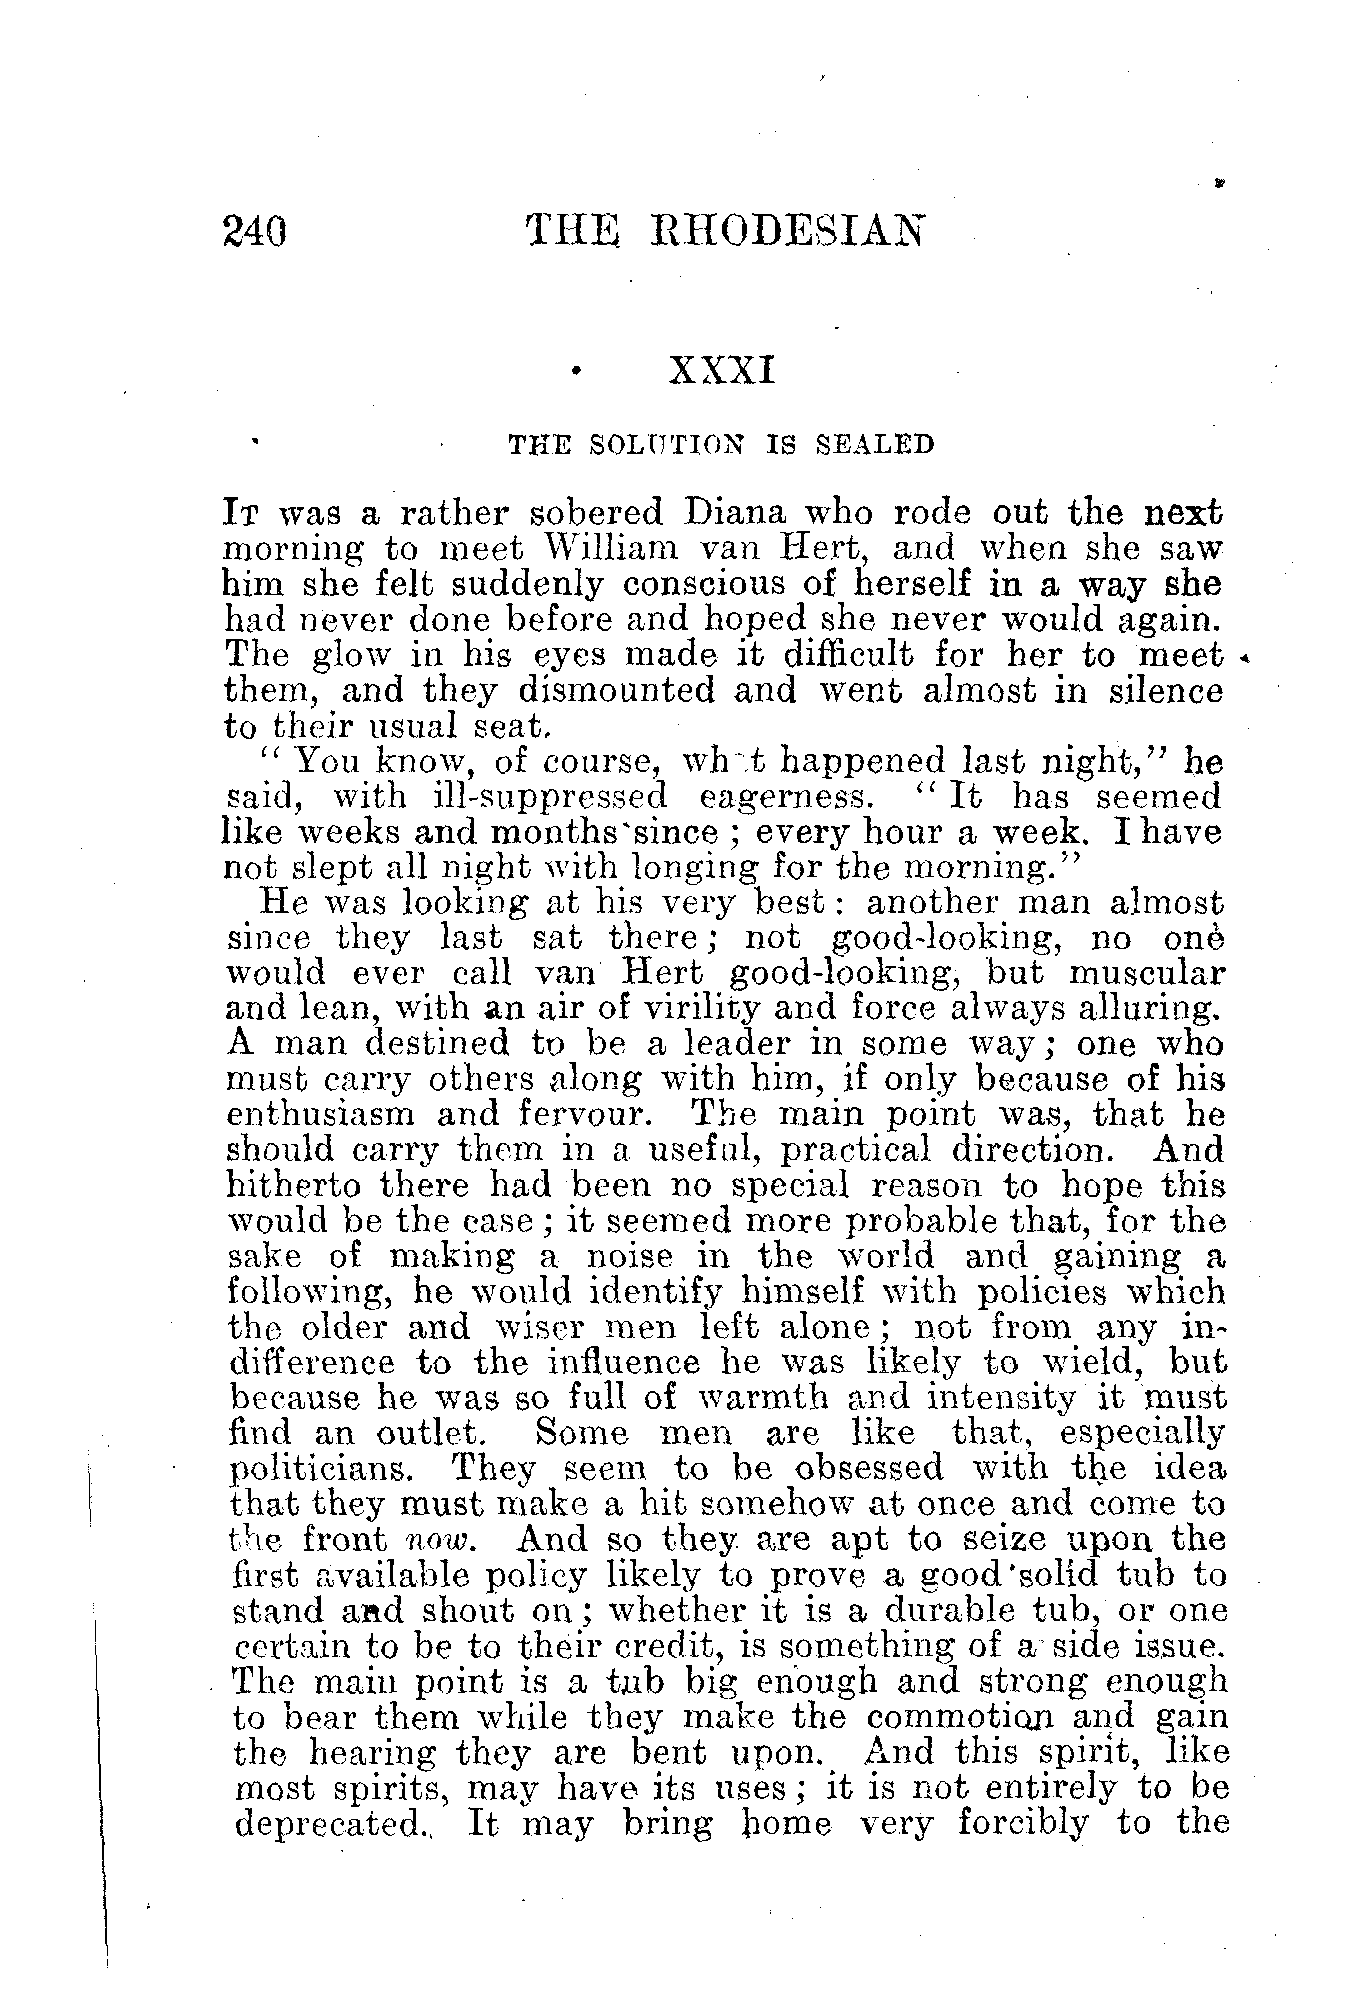 240 THE RHODESIAN
XXXI
THE SOLUTION IS SEALED
IT was a rather sobered Diana who rode out the next
morning to meet William van Hert, and when she saw
him she felt suddenly conscious of herself in a way she
had never done before and hoped she never would again.
The glow in his eyes made it difficult for her to meet
them, and they dismounted and went almost in silence
to their usual seat.
“ You know, of course, what happened last night,” he
said, with ill-suppressed eagerness. “ It has seemed
like weeks and months since ; every hour a week. I have
not slept all night with longing for the morning.”
He was looking at his very best : another man almost
since they last sat there ; not good-looking, no one
would ever call van Hert good-looking, but muscular
and lean, with an air of virility and force always alluring.
A man destined to be a leader in some way ; one who
must carry others along with him, if only because of his
enthusiasm and fervour. The main point was, that he
should carry them in a useful, practical direction. And
hitherto there had been no special reason to hope this
would be the case ; it seemed more probable that, for the
sake of making a noise in the world and gaining a
following, he would identify himself with policies which
the older and wiser men left alone ; not from any in-
difference to the influence he was likely to wield, but
because he was so full of warmth and intensity it must
find an outlet. Some men are like that, especially
politicians. They seem to be obsessed with the idea
that they must make a hit somehow at once and come to
the front now. And so they are apt to seize upon the
first available policy likely to prove a good solid tub to
stand and shout on ; whether it is a durable tub, or one
certain to be to their credit, is something of a side issue.
The main point is a tub big enough and strong enough
to bear them while they make the commotion and gain
the hearing they are bent upon. And this spirit, like
most spirits, may have its uses ; it is not entirely to be
deprecated. It may bring home very forcibly to the